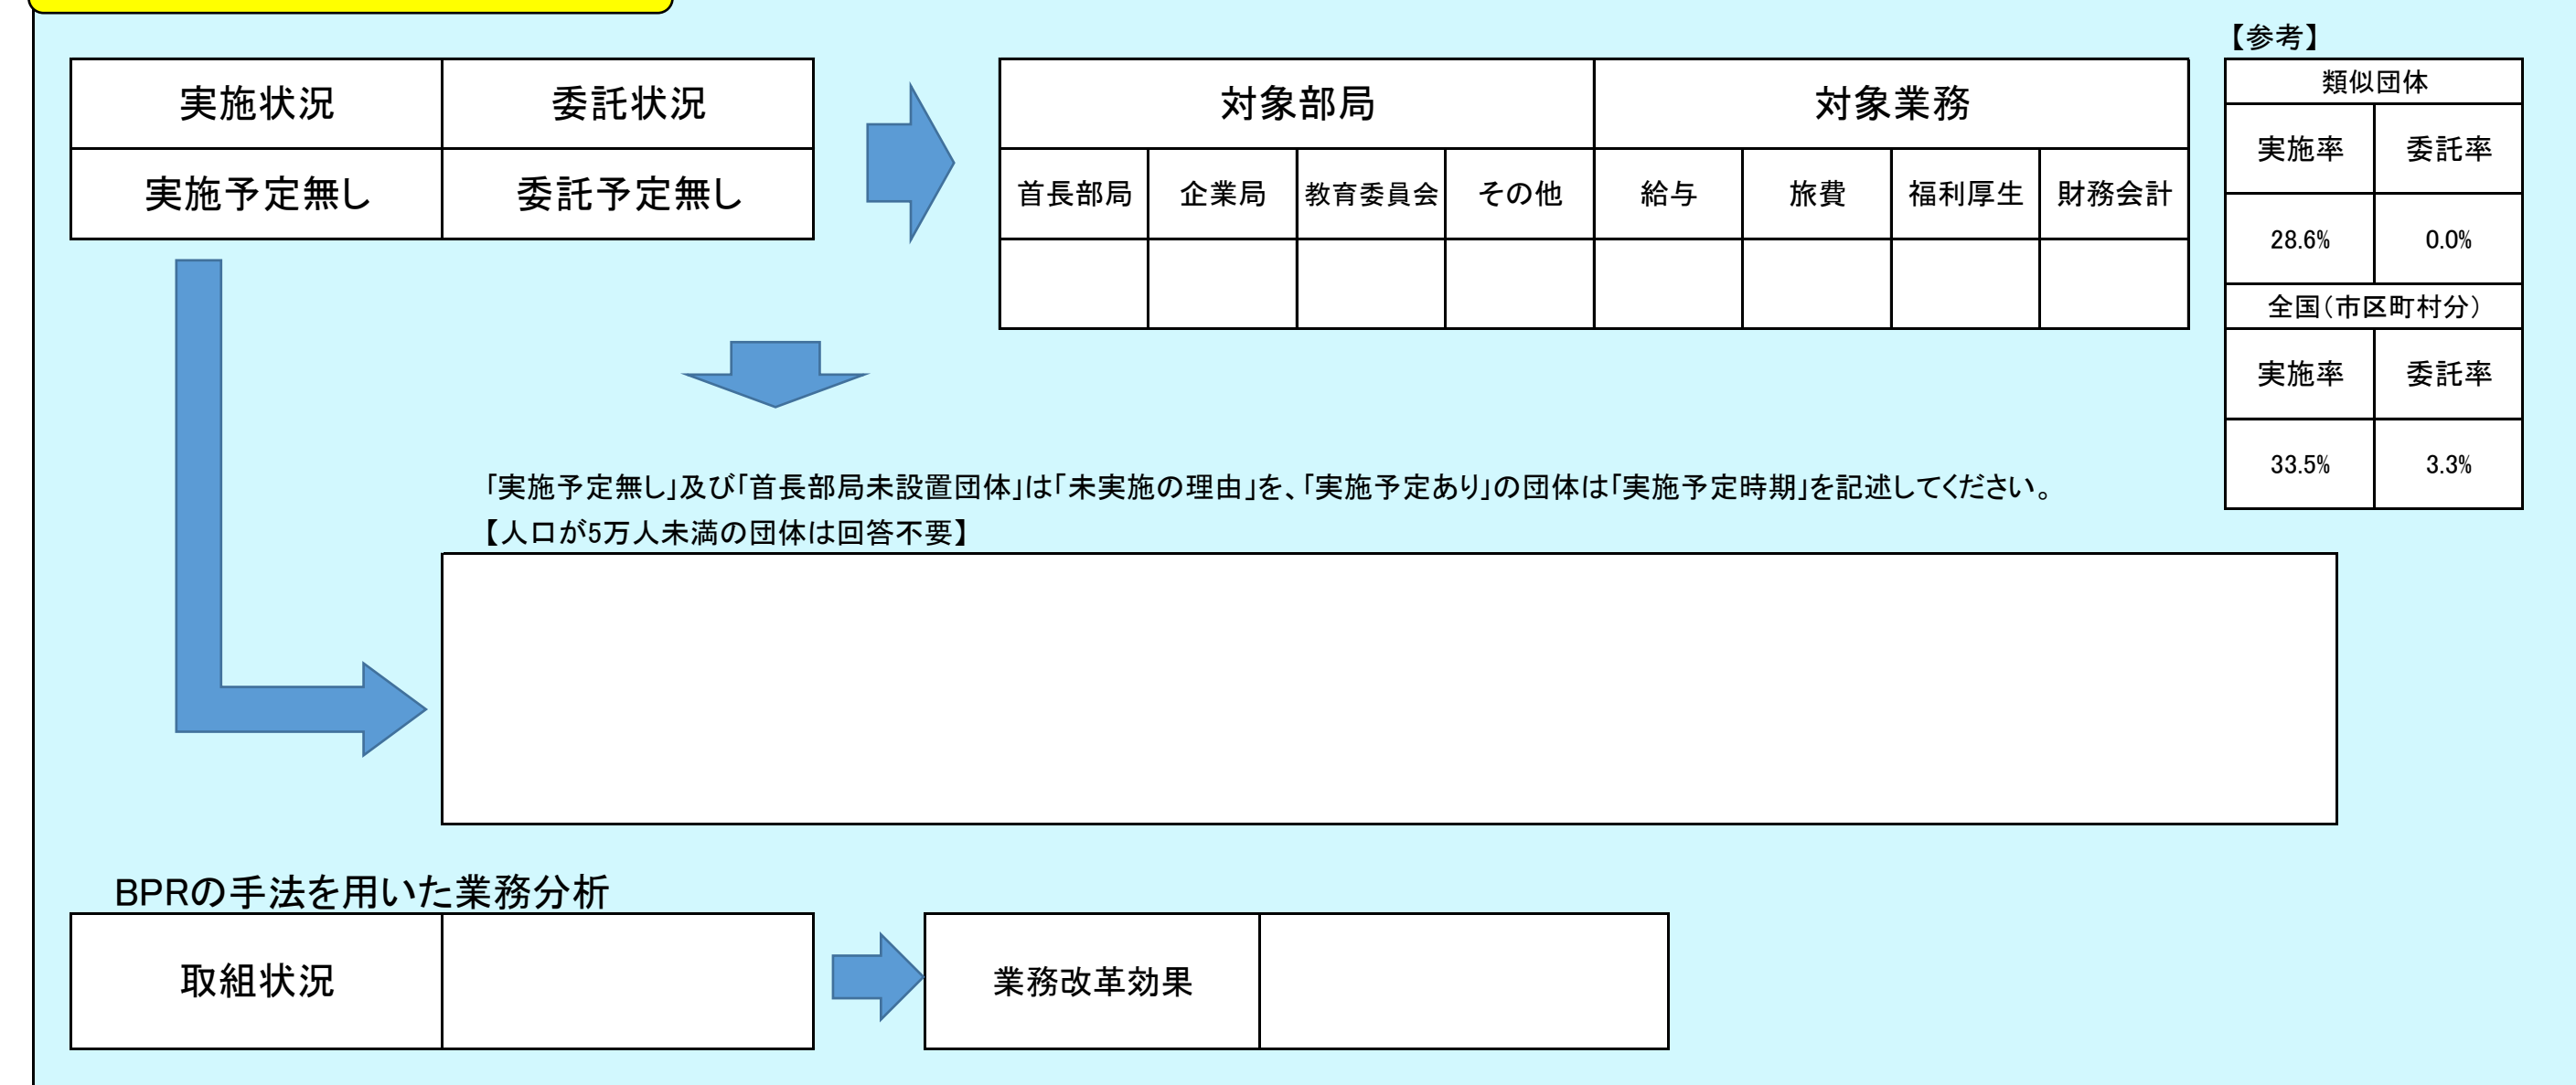 【参考】
実施状況 委託状況
実施予定無し 委託予定無し
対象部局 対象業務
首長部局 企業局 教育委員会 その他 給与 旅費 福利厚生 財務会計
類似団体
実施率 委託率
28.6% 0.0%
全国(市区町村分)
実施率 委託率
33.5% 3.3%
「実施予定無し」及び「首長部局未設置団体」は「未実施の理由」を、「実施予定あり」の団体は「実施予定時期」を記述してください。
【人口が5万人未満の団体は回答不要】
BPRの手法を用いた業務分析
取組状況
業務改革効果